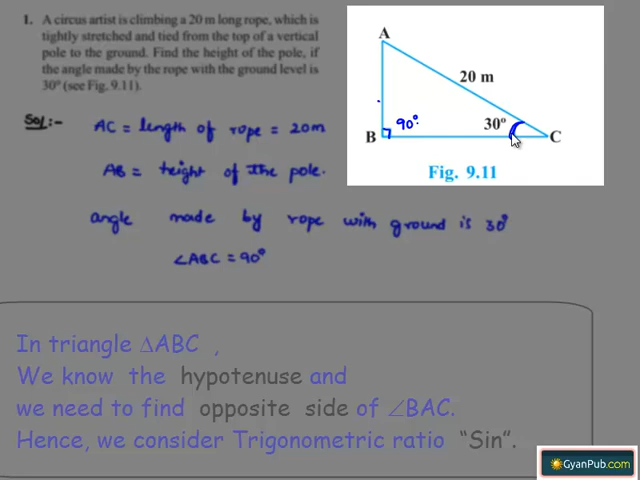 1. A circus artist is climbing a 20 m long rope, which is
tightly stretched and tied from the top of a vertical
pole to the ground. Find the height of the pole, if
the angle made by the rope with the ground level is
30° (see Fig. 9.11).
A
20 m
90°
30°
B
C
Fig. 9.11
Sol:-
AC = length of rope = 20m
AB = height of the pole.
angle made by rope with ground is 30°
∠ABC = 90°
In triangle ∆ABC ,
We know the hypotenuse and
we need to find opposite side of ∠BAC.
Hence, we consider Trigonometric ratio “Sin”.
GyanPub.com